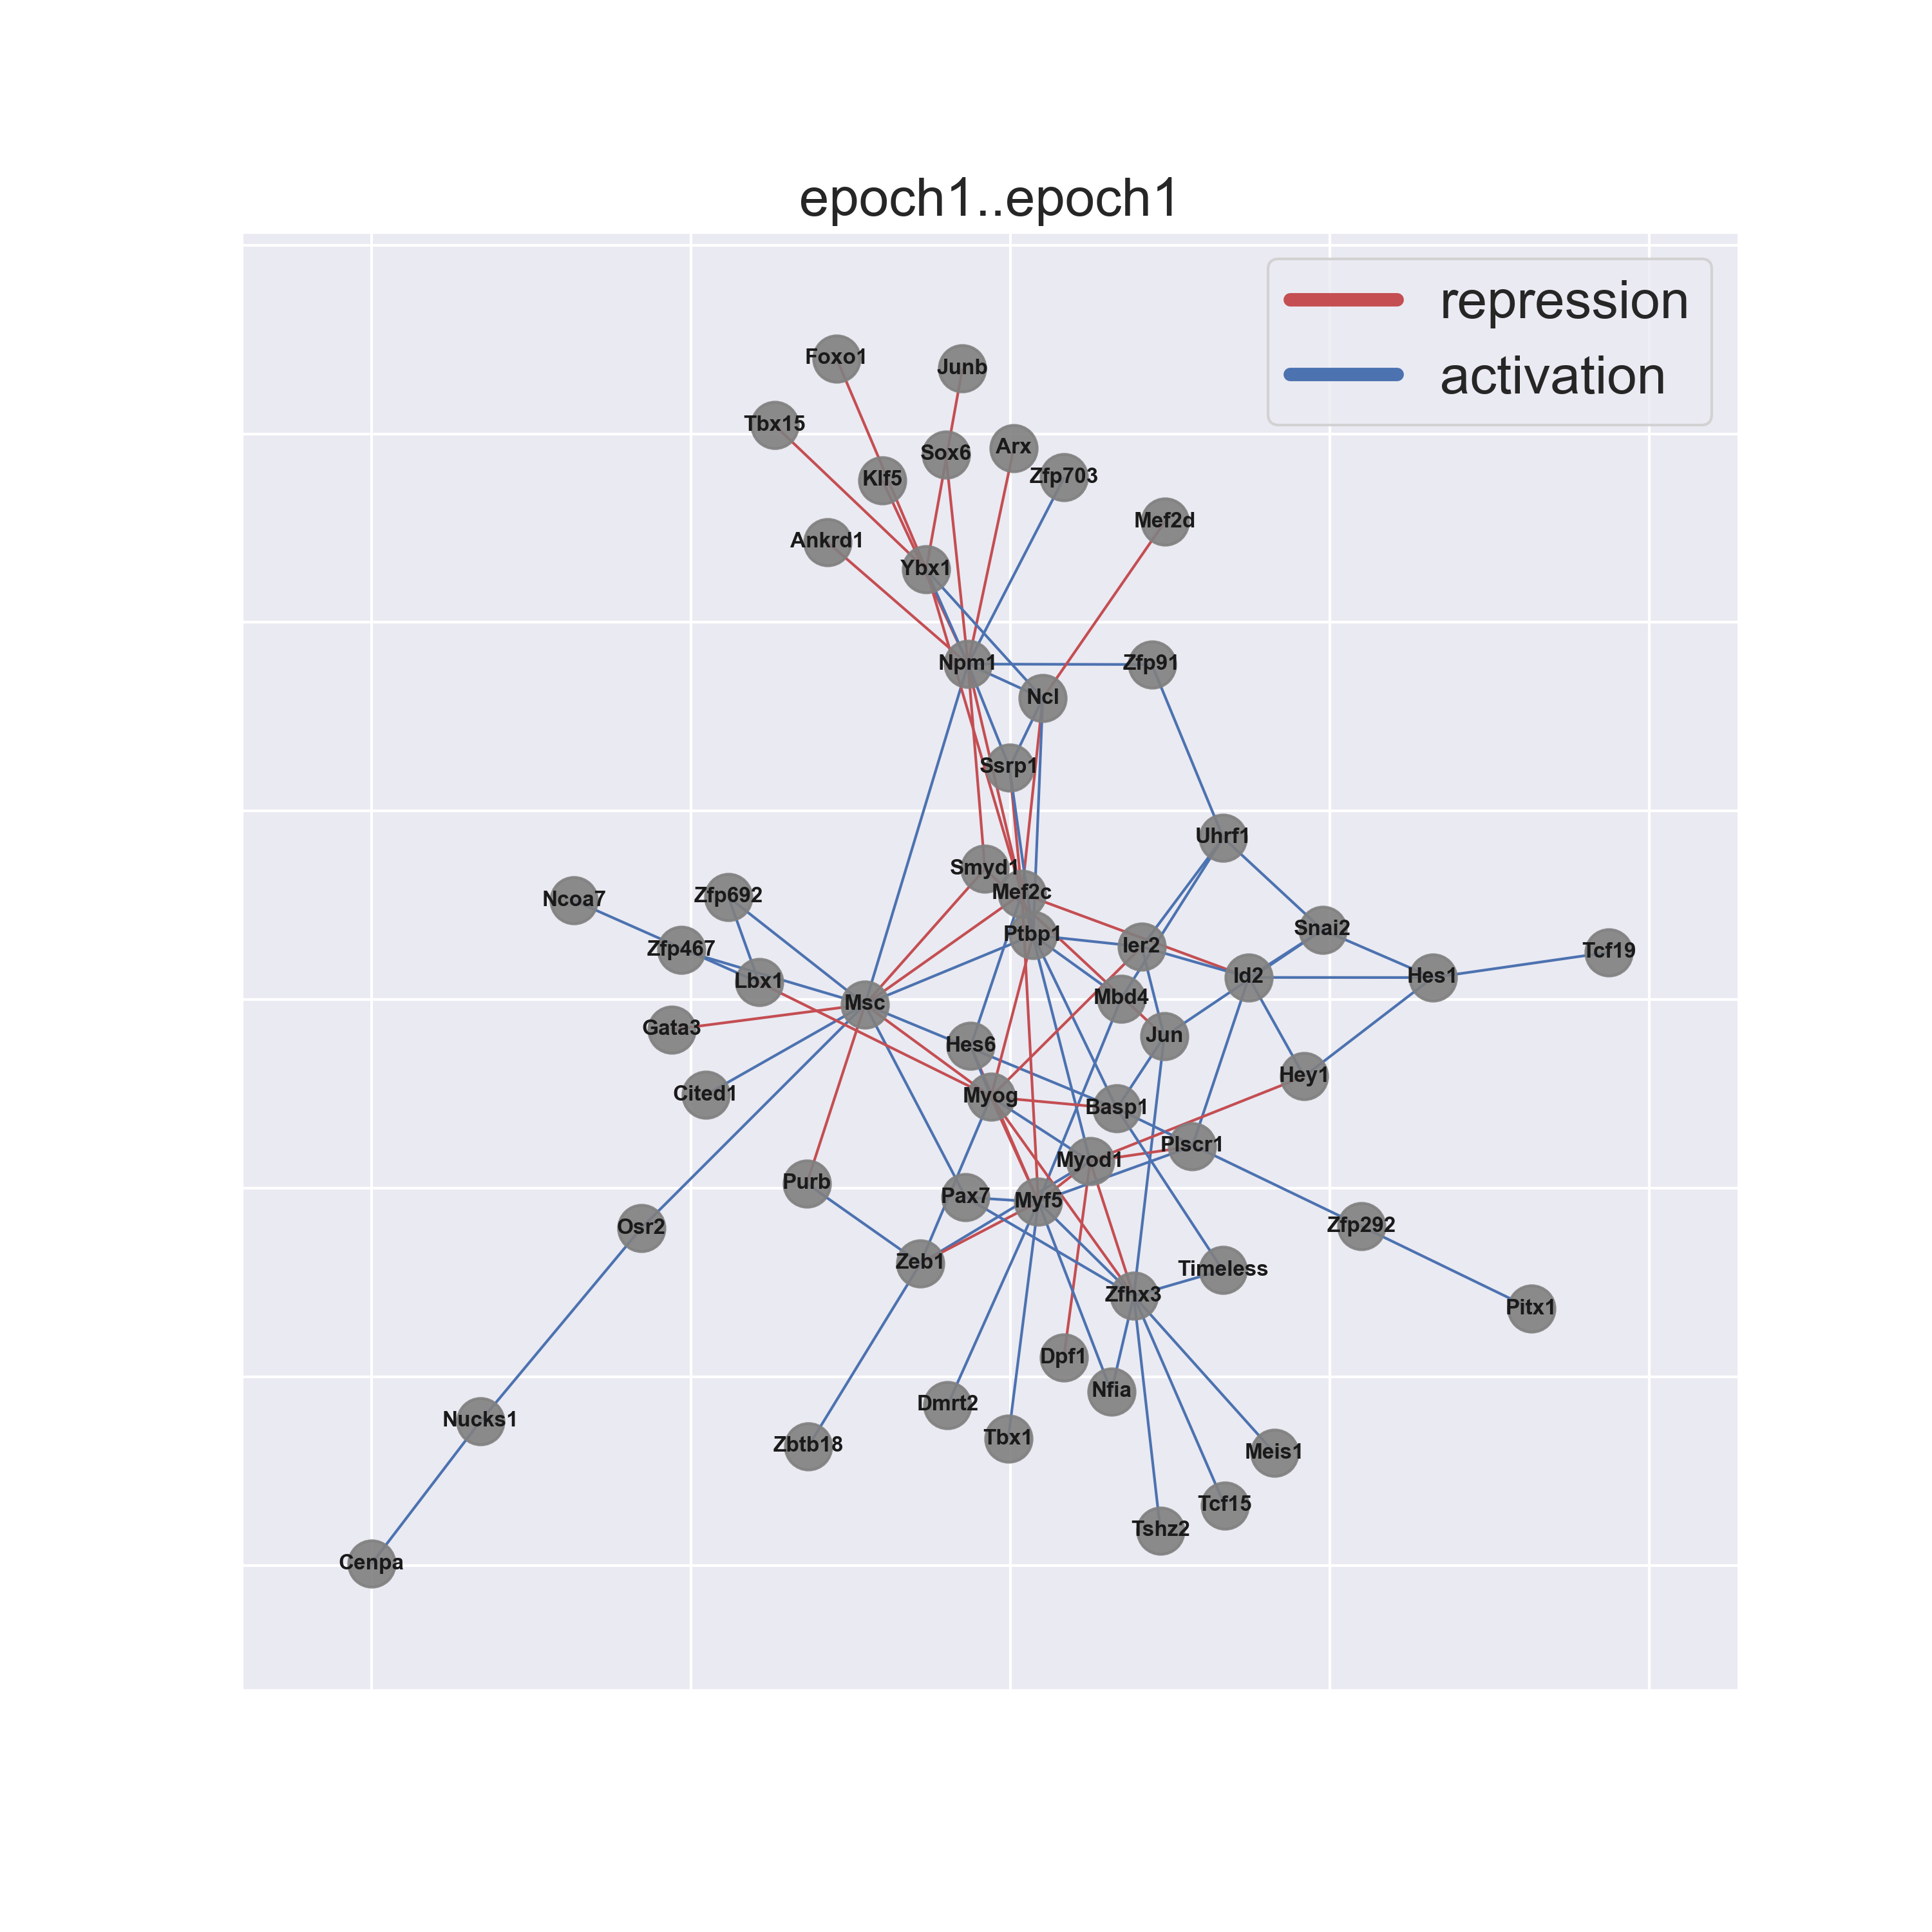 epoch1..epoch1
repression
activation
Foxo1
Junb
Tbx15
Sox6
Arx
Klf5
Zfp703
Mef2d
Ankrd1
Ybx1
Npm1
Zfp91
Ncl
Ssrp1
Uhrf1
Smyd1
Mef2c
Ncoa7
Zfp692
Ptbp1
Snai2
Zfp467
Ier2
Tcf19
Lbx1
Id2
Hes1
Msc
Mbd4
Gata3
Jun
Hes6
Hey1
Cited1
Myog
Basp1
Plscr1
Myod1
Purb
Pax7
Myf5
Osr2
Zfp292
Zeb1
Timeless
Zfhx3
Pitx1
Dpf1
Nfia
Dmrt2
Nucks1
Tbx1
Zbtb18
Meis1
Tcf15
Tshz2
Cenpa